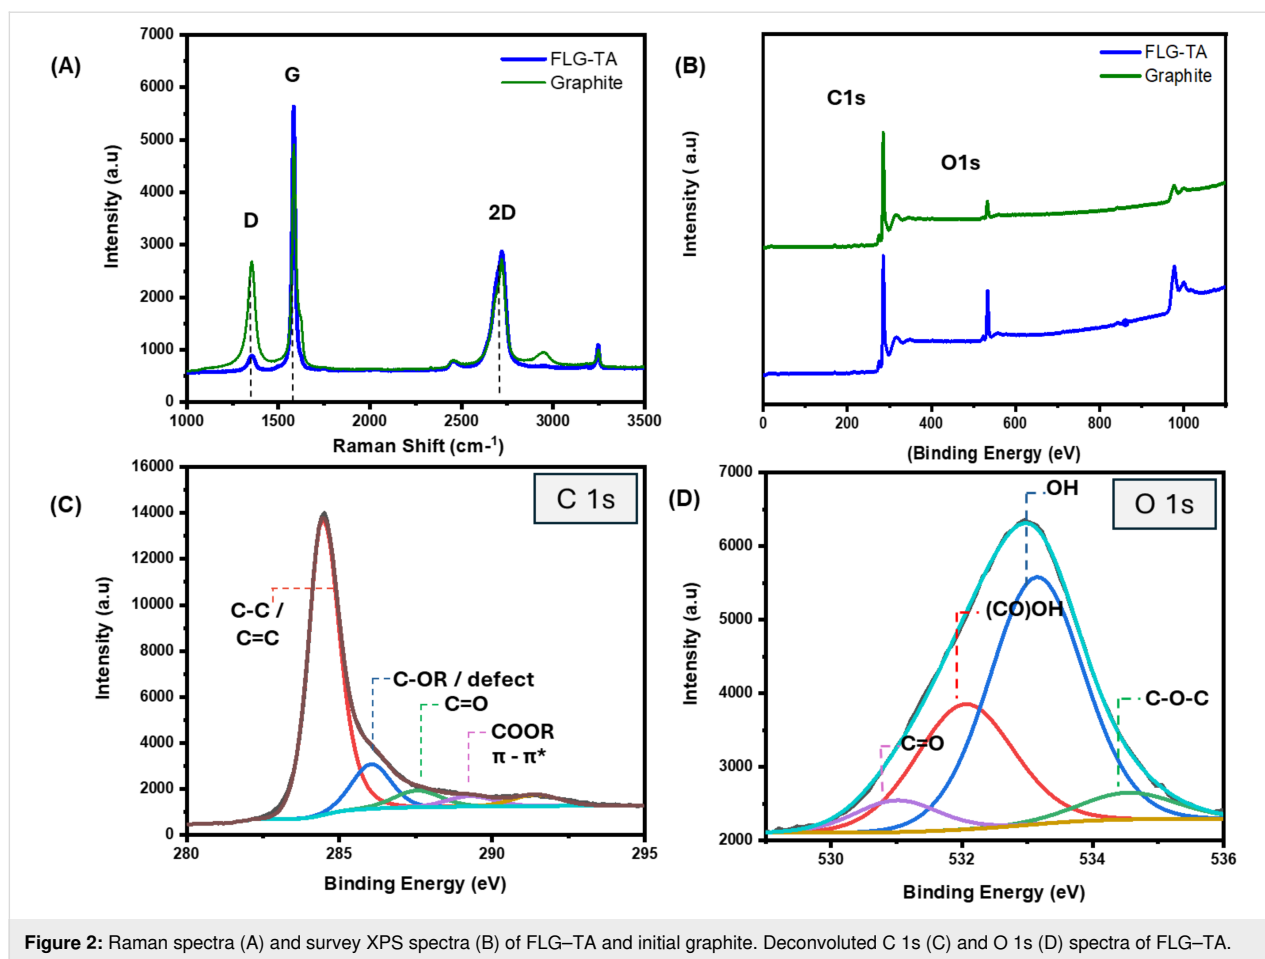 (A)
7000
6000
5000
4000
3000
2000
1000
0
1000 1500 2000 2500 3000 3500
Intensity (a.u)
Raman Shift (cm-1)
D
G
2D
FLG-TA
Graphite
(B)
Intensity ( a.u)
C1s
O1s
FLG-TA
Graphite
0 200 400 600 800 1000
(Binding Energy (eV)
(C)
16000
14000
12000
10000
8000
6000
4000
2000
0
280 285 290 295
Intensity (a.u)
Binding Energy (eV)
C 1s
C-C /
C=C
C-OR / defect
C=O
COOR
π - π*
(D)
7000
6000
5000
4000
3000
2000
530 532 534 536
Intensity (a.u)
Binding Energy (eV)
O 1s
OH
(CO)OH
C-O-C
C=O
Figure 2: Raman spectra (A) and survey XPS spectra (B) of FLG–TA and initial graphite. Deconvoluted C 1s (C) and O 1s (D) spectra of FLG–TA.